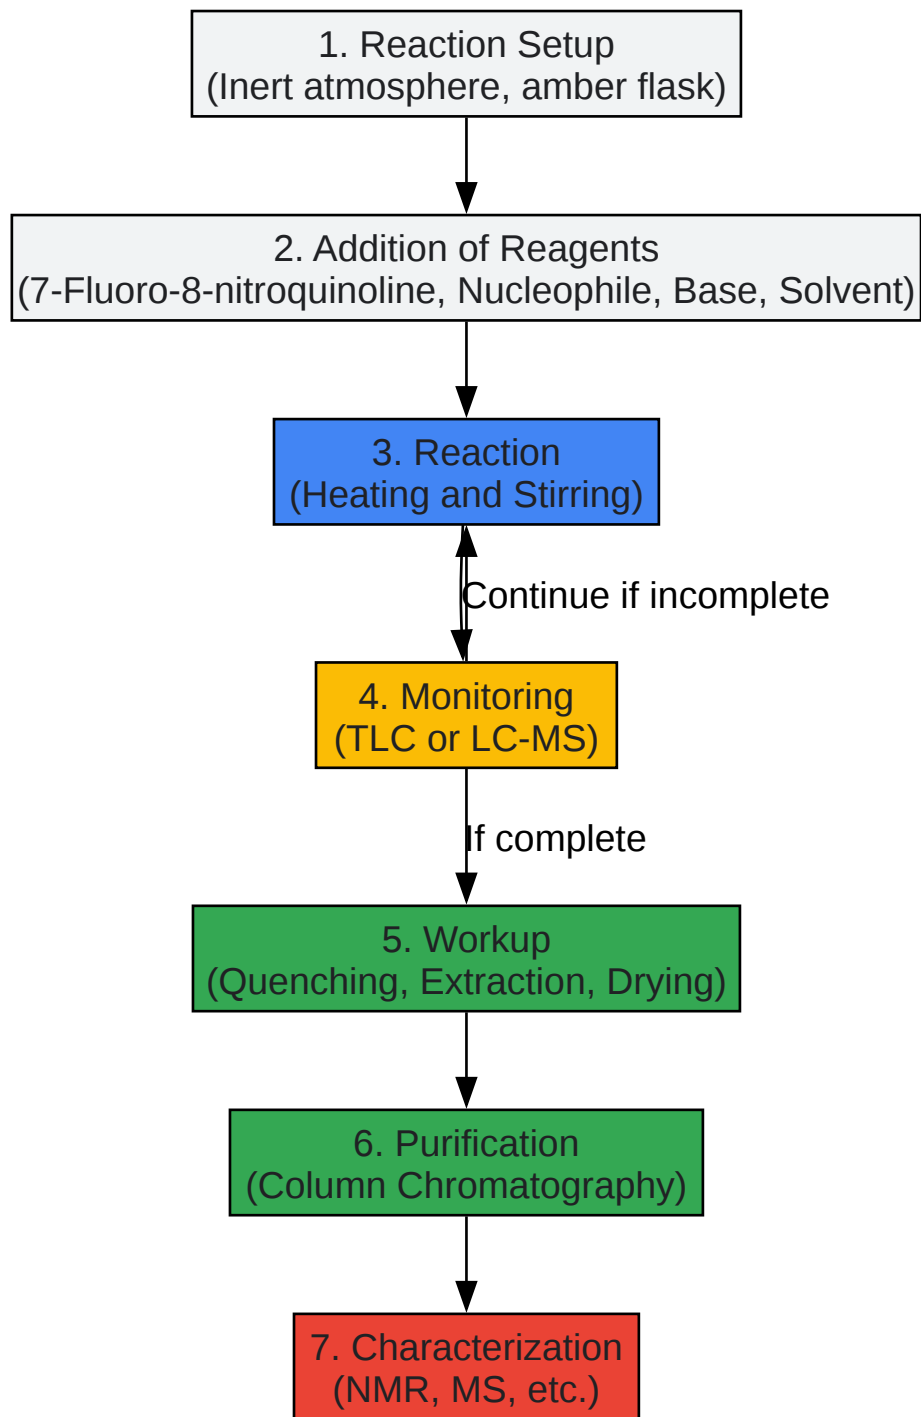 1. Reaction Setup
(Inert atmosphere, amber flask)
2. Addition of Reagents
(7-Fluoro-8-nitroquinoline, Nucleophile, Base, Solvent)
3. Reaction
(Heating and Stirring)
Continue if incomplete
4. Monitoring
(TLC or LC-MS)
If complete
5. Workup
(Quenching, Extraction, Drying)
6. Purification
(Column Chromatography)
7. Characterization
(NMR, MS, etc.)